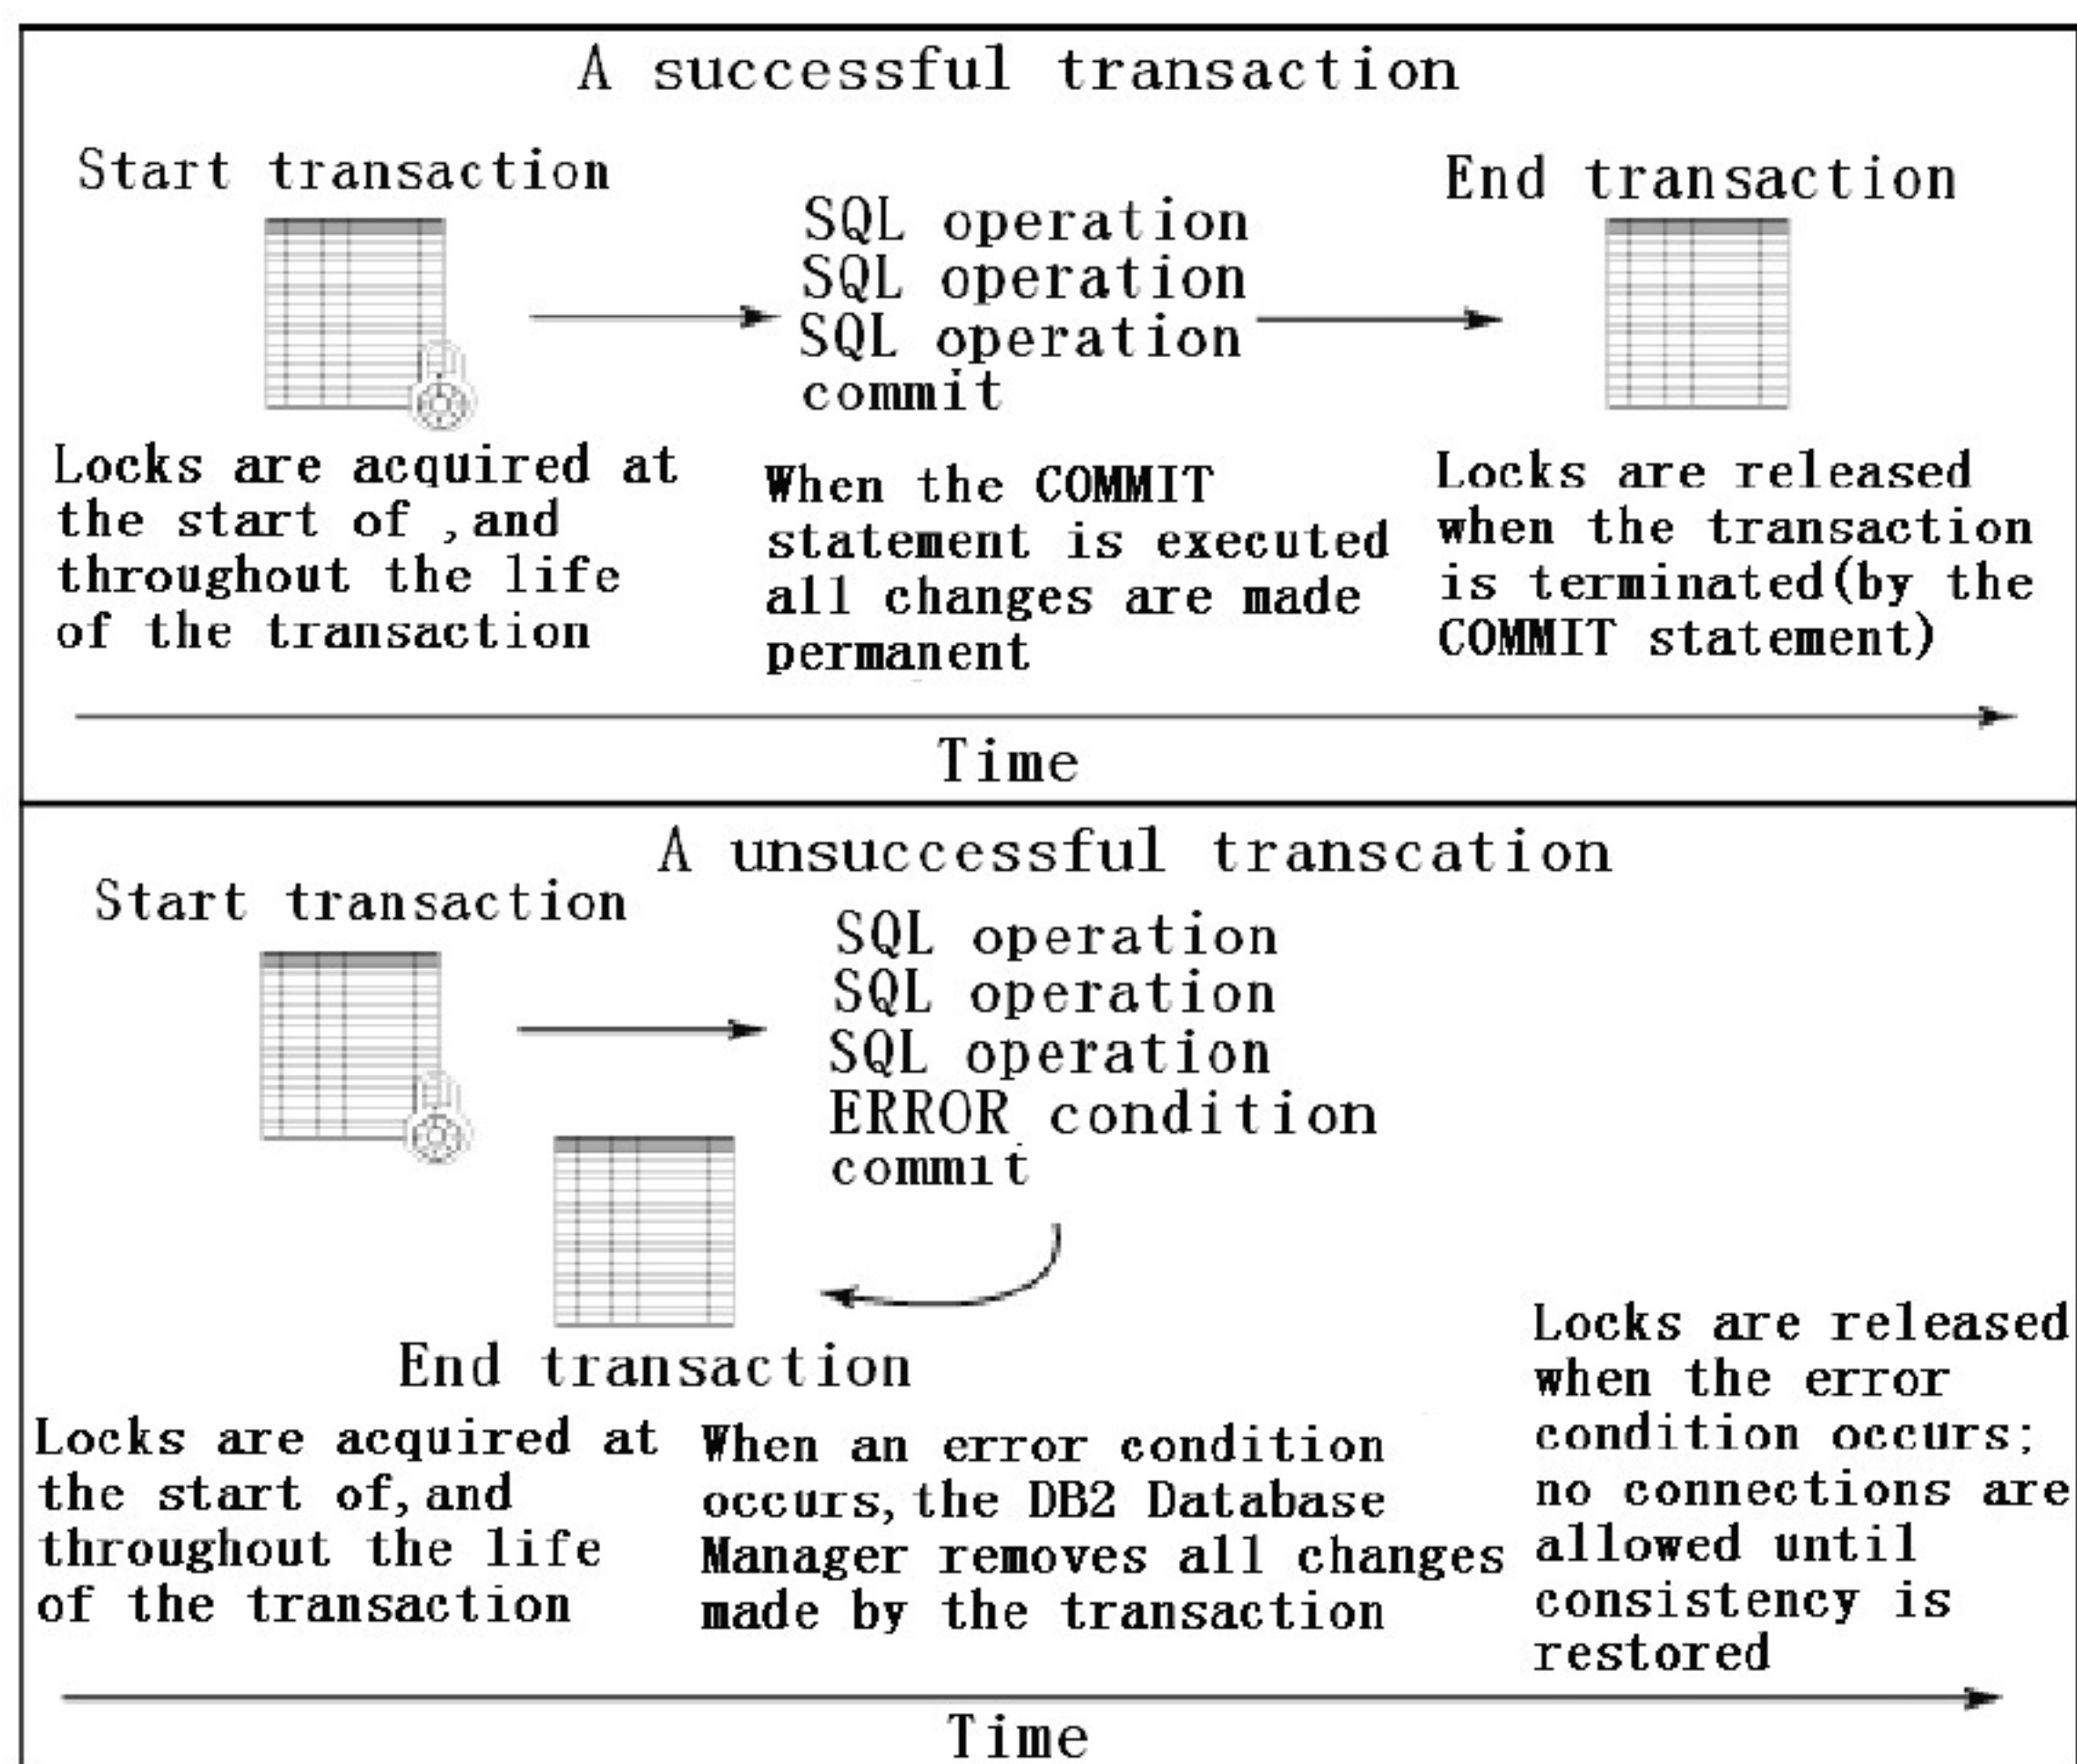 A successful transaction
Start transaction
SQL operation
SQL operation
SQL operation
commit
End transaction
Locks are acquired at
the start of ,and
throughout the life
of the transaction
When the COMMIT
statement is executed
all changes are made
permanent
Locks are released
when the transaction
is terminated(by the
COMMIT statement)
Time
A unsuccessful transcation
Start transaction
SQL operation
SQL operation
SQL operation
ERROR condition
commit
End transaction
Locks are acquired at
the start of,and
throughout the life
of the transaction
When an error condition
occurs,the DB2 Database
Manager removes all changes
made by the transaction
Locks are released
when the error
condition occurs;
no connections are
allowed until
consistency is
restored
Time